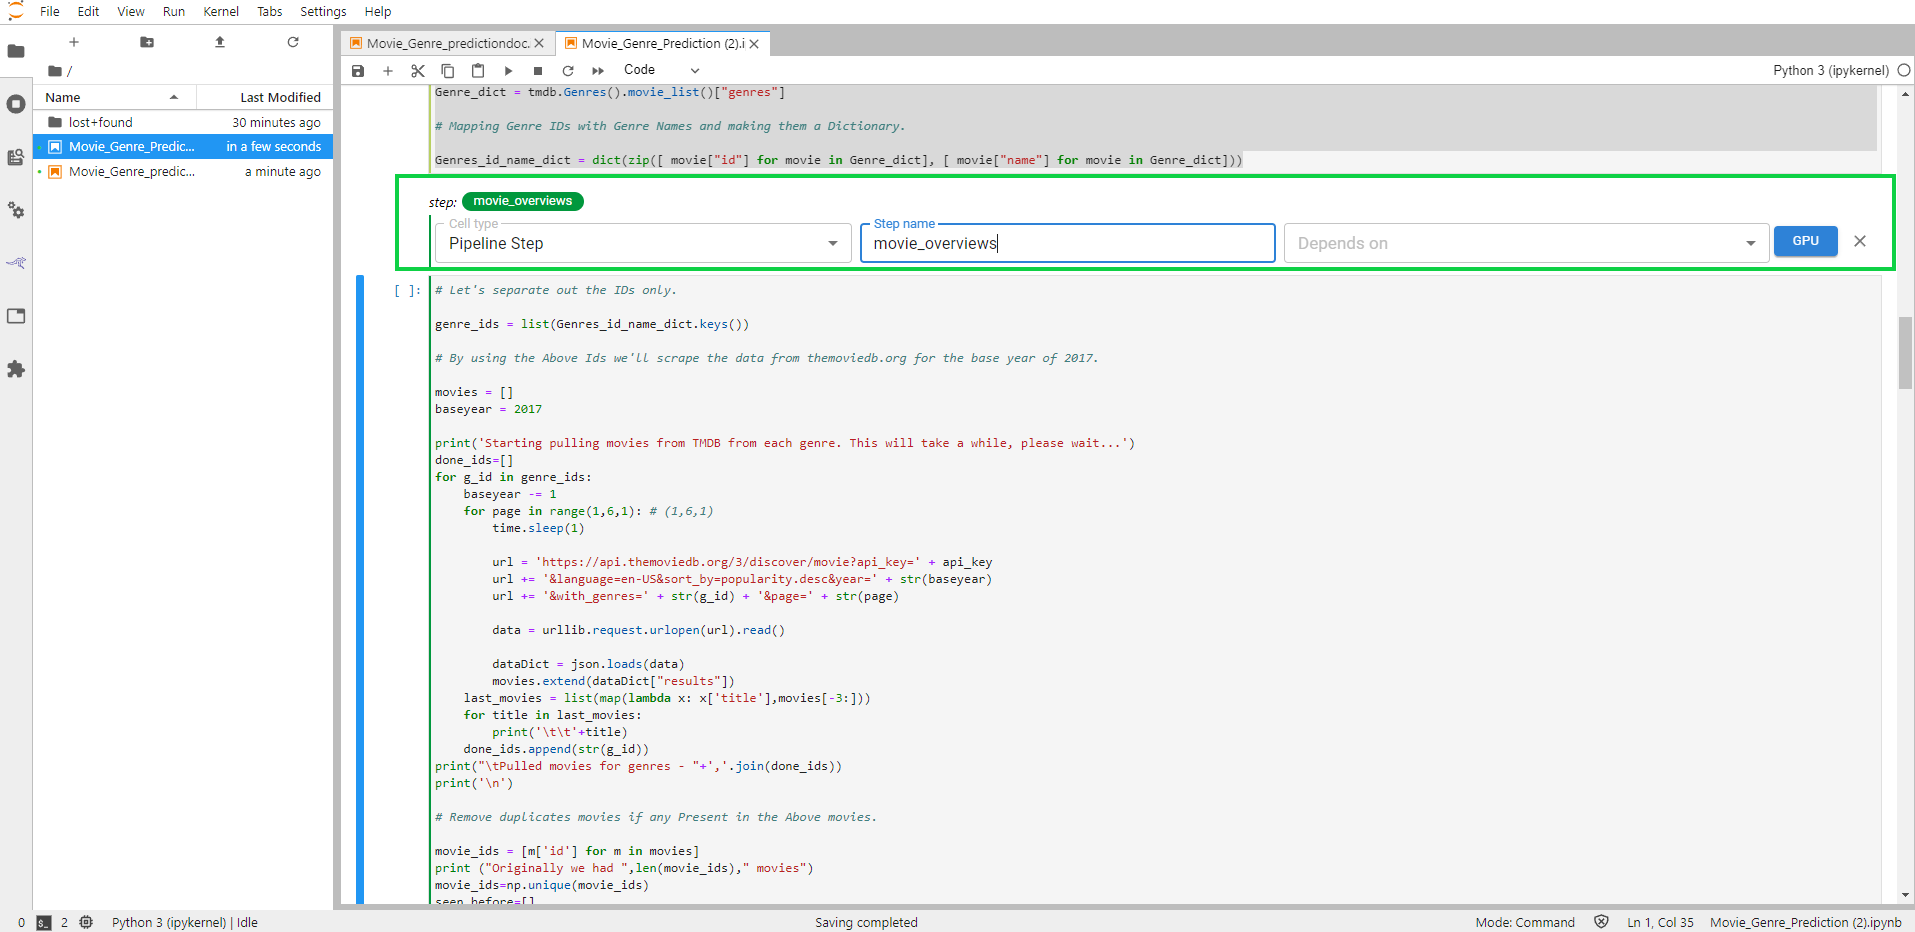 File Edit View Run Kernel Tabs Settings Help
Movie_Genre_predictiondoc.
Movie_Genre_Prediction (2).i
Code
Python 3 (ipykernel)
/
Name Last Modified
lost+found 30 minutes ago
Movie_Genre_Predic... in a few seconds
Movie_Genre_predic... a minute ago
Genre_dict = tmdb.Genres().movie_list()["genres"]
# Mapping Genre IDs with Genre Names and making them a Dictionary.
Genres_id_name_dict = dict(zip([ movie["id"] for movie in Genre_dict], [ movie["name"] for movie in Genre_dict]))
step: movie_overviews
Cell type
Pipeline Step
Step name
movie_overviews
Depends on
GPU
[ ]:
# Let's separate out the IDs only.
genre_ids = list(Genres_id_name_dict.keys())
# By using the Above Ids we'll scrape the data from themoviedb.org for the base year of 2017.
movies = []
baseyear = 2017
print('Starting pulling movies from TMDB from each genre. This will take a while, please wait...')
done_ids=[]
for g_id in genre_ids:
    baseyear -= 1
    for page in range(1,6,1): # (1,6,1)
        time.sleep(1)
        url = 'https://api.themoviedb.org/3/discover/movie?api_key=' + api_key
        url += '&language=en-US&sort_by=popularity.desc&year=' + str(baseyear)
        url += '&with_genres=' + str(g_id) + '&page=' + str(page)
        data = urllib.request.urlopen(url).read()
        dataDict = json.loads(data)
        movies.extend(dataDict["results"])
    last_movies = list(map(lambda x: x['title'],movies[-3:]))
    for title in last_movies:
        print('\t\t'+title)
    done_ids.append(str(g_id))
print("\tPulled movies for genres - "+','.join(done_ids))
print('\n')
# Remove duplicates movies if any Present in the Above movies.
movie_ids = [m['id'] for m in movies]
print ("Originally we had ",len(movie_ids)," movies")
movie_ids=np.unique(movie_ids)
seen_before=[]
0 2 Python 3 (ipykernel) | Idle Saving completed Mode: Command Ln 1, Col 35 Movie_Genre_Prediction (2).ipynb